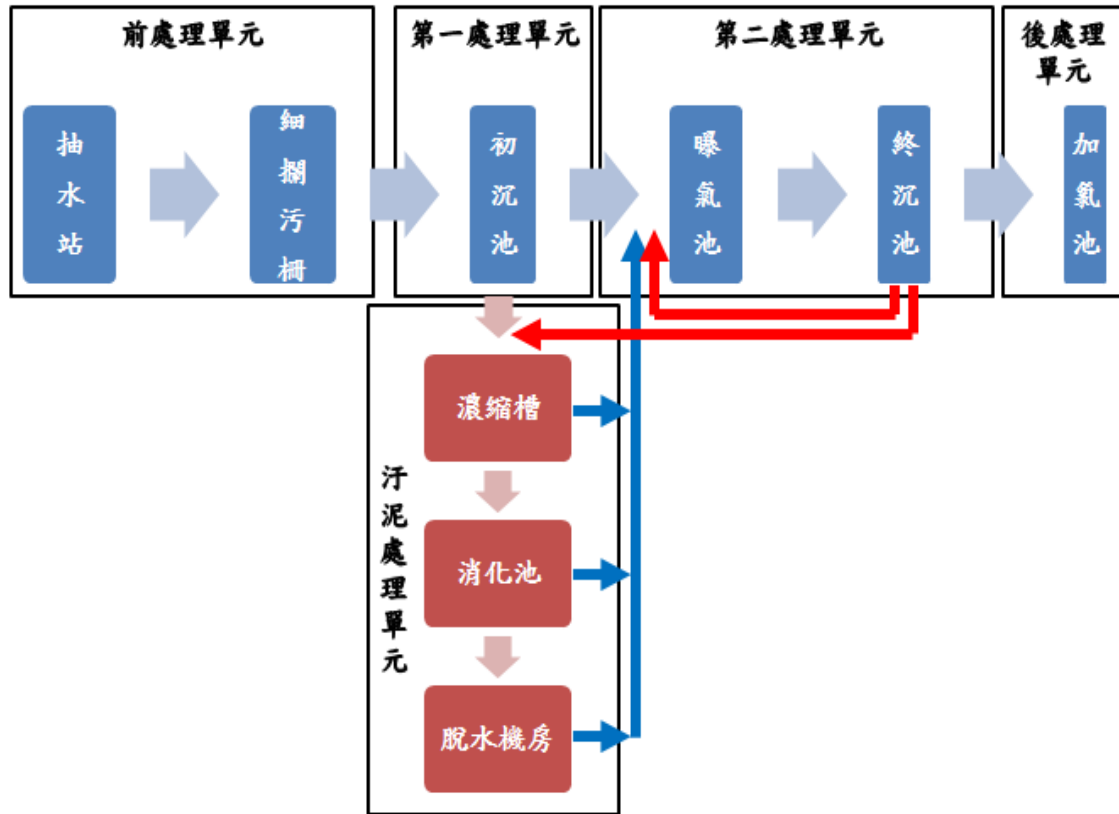 前處理單元
第一處理單元
第二處理單元
後處理
單元
抽水站
細攔污柵
初沉池
曝氣池
終沉池
加氯池
汙泥處理單元
濃縮槽
消化池
脫水機房